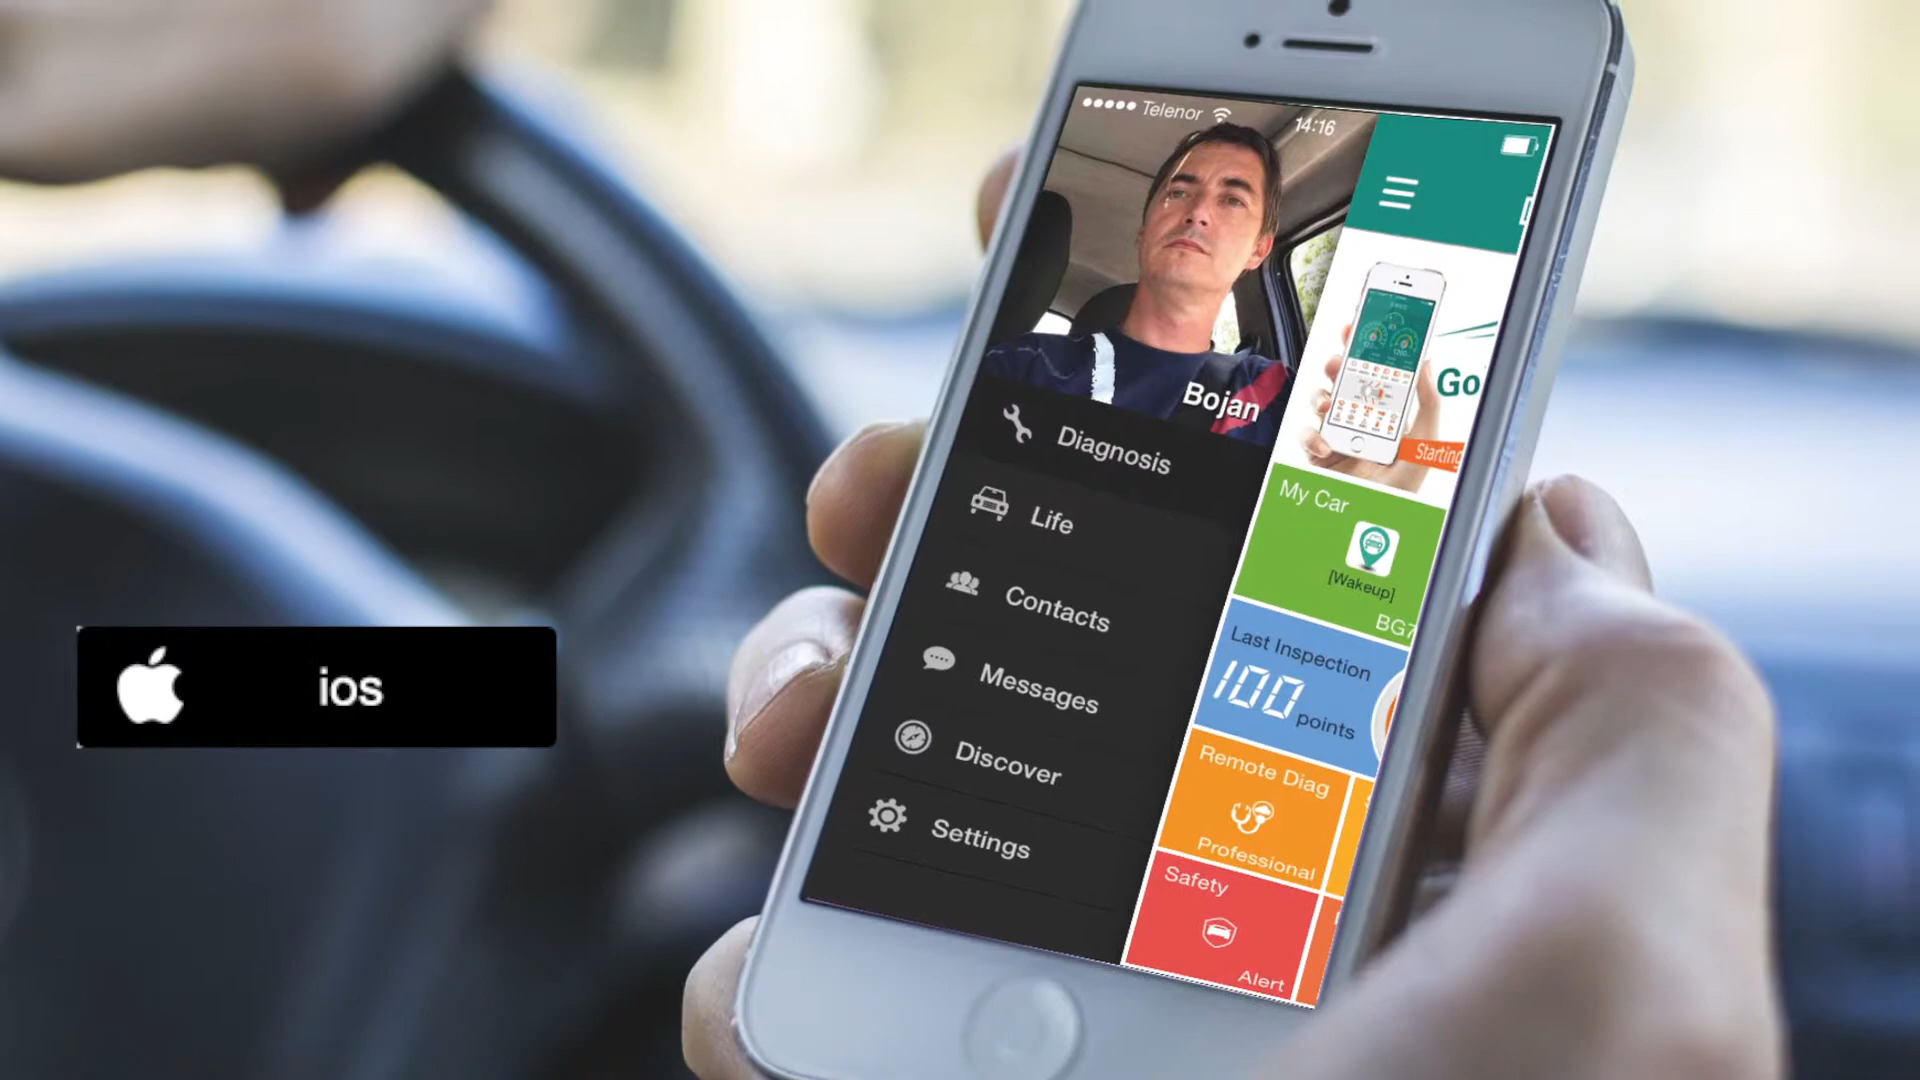 Telenor
14:16
Bojan
Diagnosis
Life
Contacts
Messages
Discover
Settings
Go
Starting
My Car
[Wakeup]
BG7
Last Inspection
100 points
Remote Diag
Professional
Safety
Alert
ios